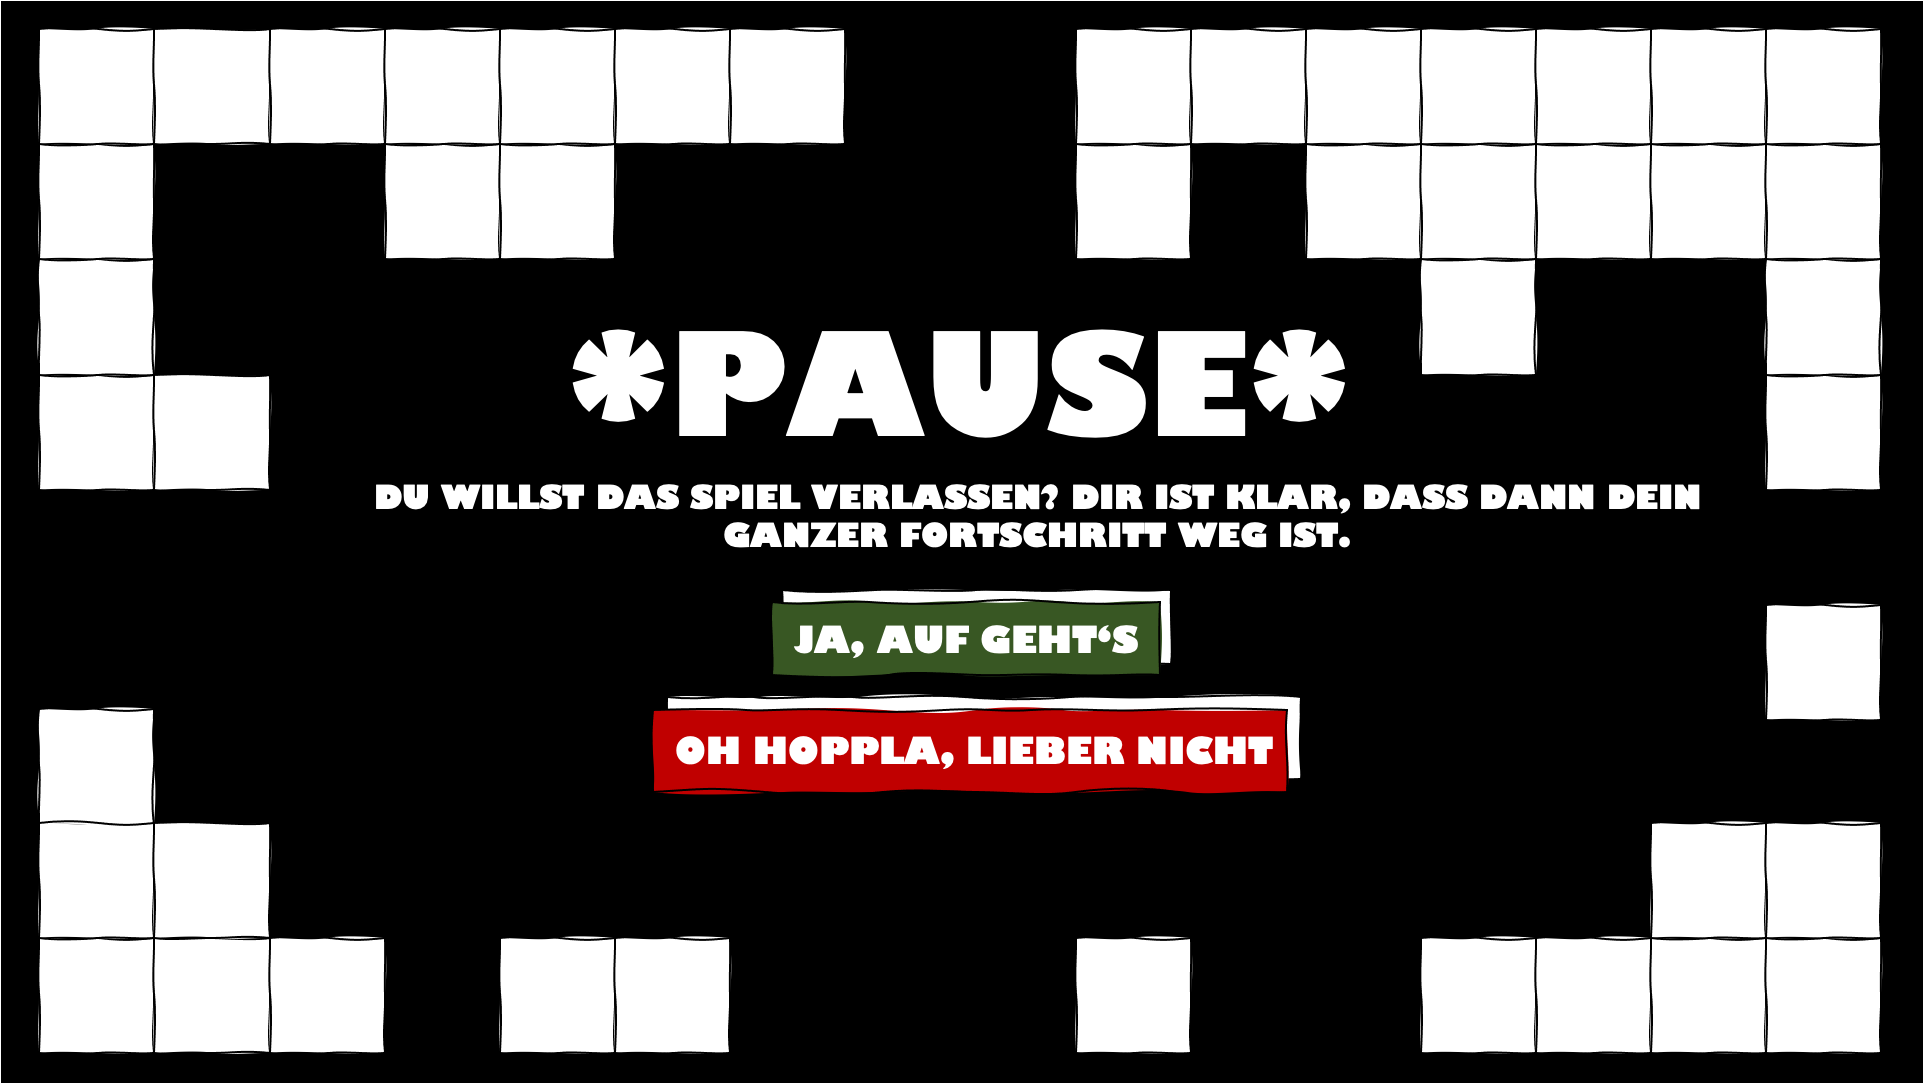 *PAUSE*
DU WILLST DAS SPIEL VERLASSEN? DIR IST KLAR, DASS DANN DEIN
GANZER FORTSCHRITT WEG IST.
JA, AUF GEHT‘S
OH HOPPLA, LIEBER NICHT